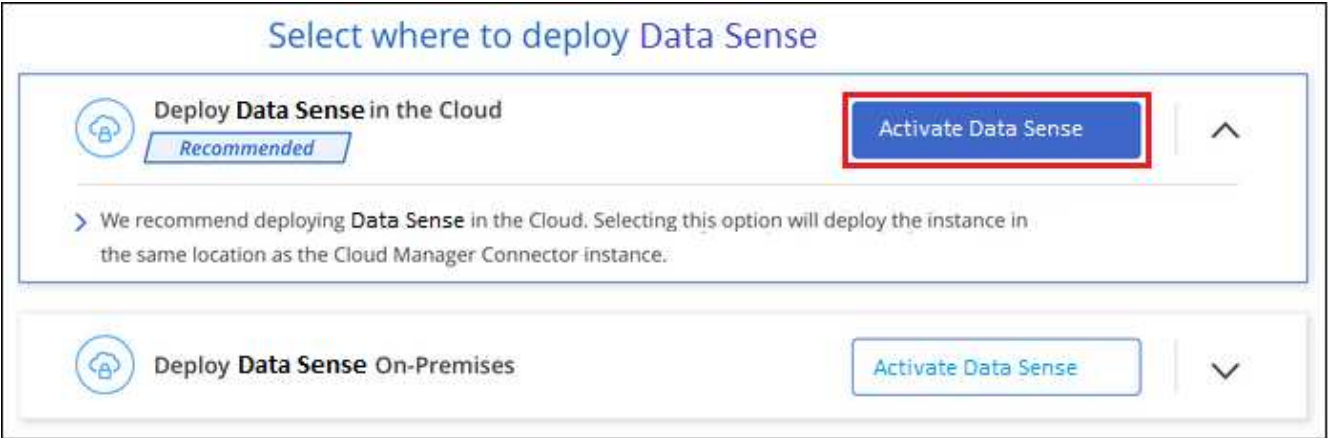 Select where to deploy Data Sense
Deploy Data Sense in the Cloud
Recommended
Activate Data Sense
We recommend deploying Data Sense in the Cloud. Selecting this option will deploy the instance in
the same location as the Cloud Manager Connector instance.
Deploy Data Sense On-Premises
Activate Data Sense